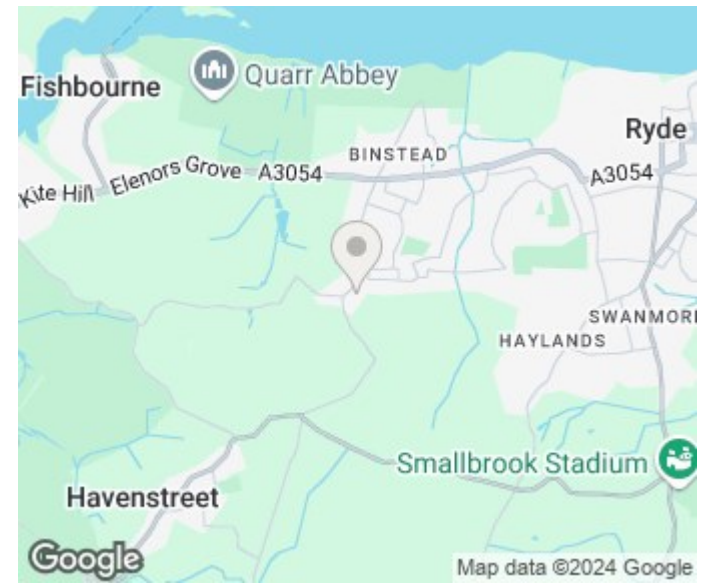 Fishbourne
Quarr Abbey
Ryde
BINSTEAD
Kite Hill
Elenors Grove
A3054
A3054
SWANMOR
HAYLANDS
Smallbrook Stadium
Havenstreet
Google
Map data ©2024 Google